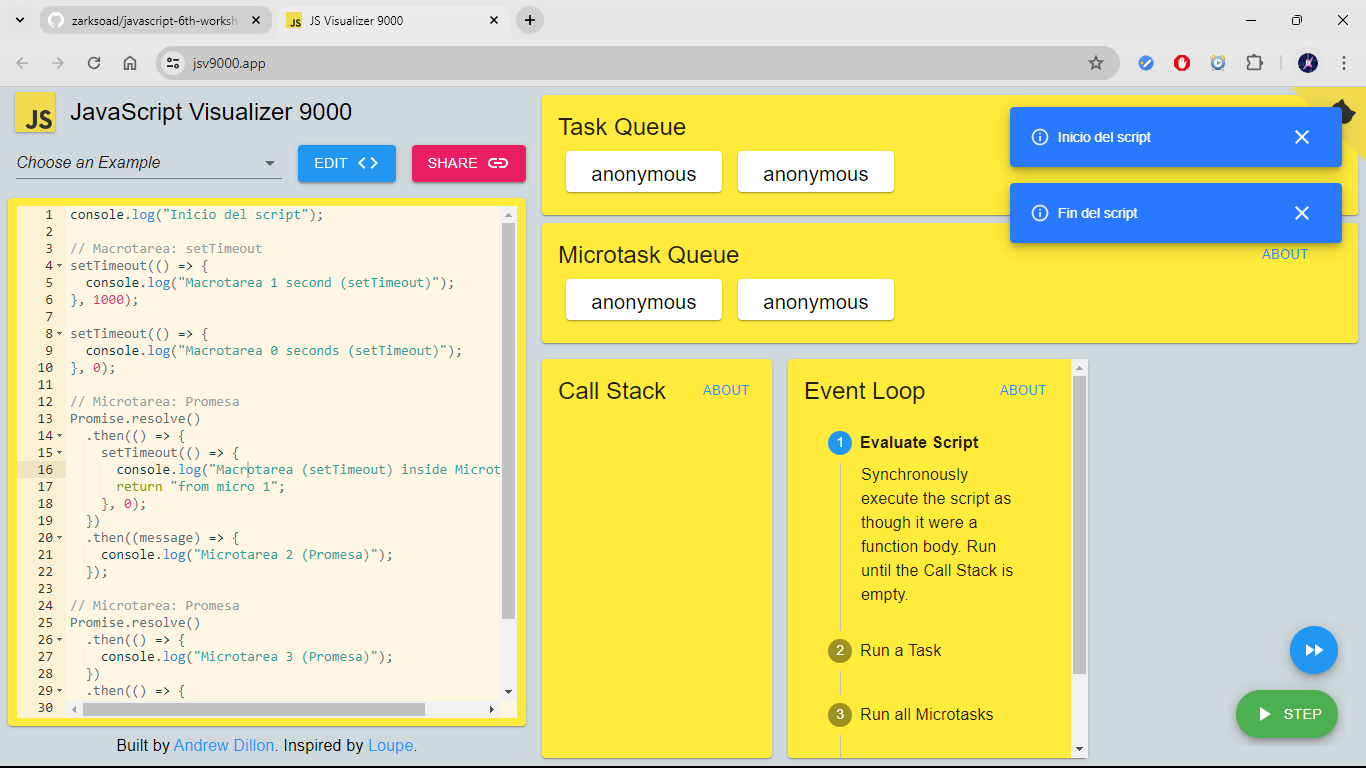 zarksoad/javascript-6th-worksh
JS Visualizer 9000
jsv9000.app
JS
JavaScript Visualizer 9000
Choose an Example
EDIT
SHARE
1 console.log("Inicio del script");
2
3 // Macrotarea: setTimeout
4 setTimeout(() => {
5 console.log("Macrotarea 1 second (setTimeout)");
6 }, 1000);
7
8 setTimeout(() => {
9 console.log("Macrotarea 0 seconds (setTimeout)");
10 }, 0);
11
12 // Microtarea: Promesa
13 Promise.resolve()
14 .then(() => {
15 setTimeout(() => {
16 console.log("Macrotarea (setTimeout) inside Microt
17 return "from micro 1";
18 }, 0);
19 })
20 .then((message) => {
21 console.log("Microtarea 2 (Promesa)");
22 });
23
24 // Microtarea: Promesa
25 Promise.resolve()
26 .then(() => {
27 console.log("Microtarea 3 (Promesa)");
28 })
29 .then(() => {
30
Built by Andrew Dillon. Inspired by Loupe.
Task Queue
anonymous anonymous
Inicio del script
Fin del script
Microtask Queue
ABOUT
anonymous anonymous
Call Stack
ABOUT
Event Loop
ABOUT
1 Evaluate Script
Synchronously
execute the script as
though it were a
function body. Run
until the Call Stack is
empty.
2 Run a Task
3 Run all Microtasks
STEP